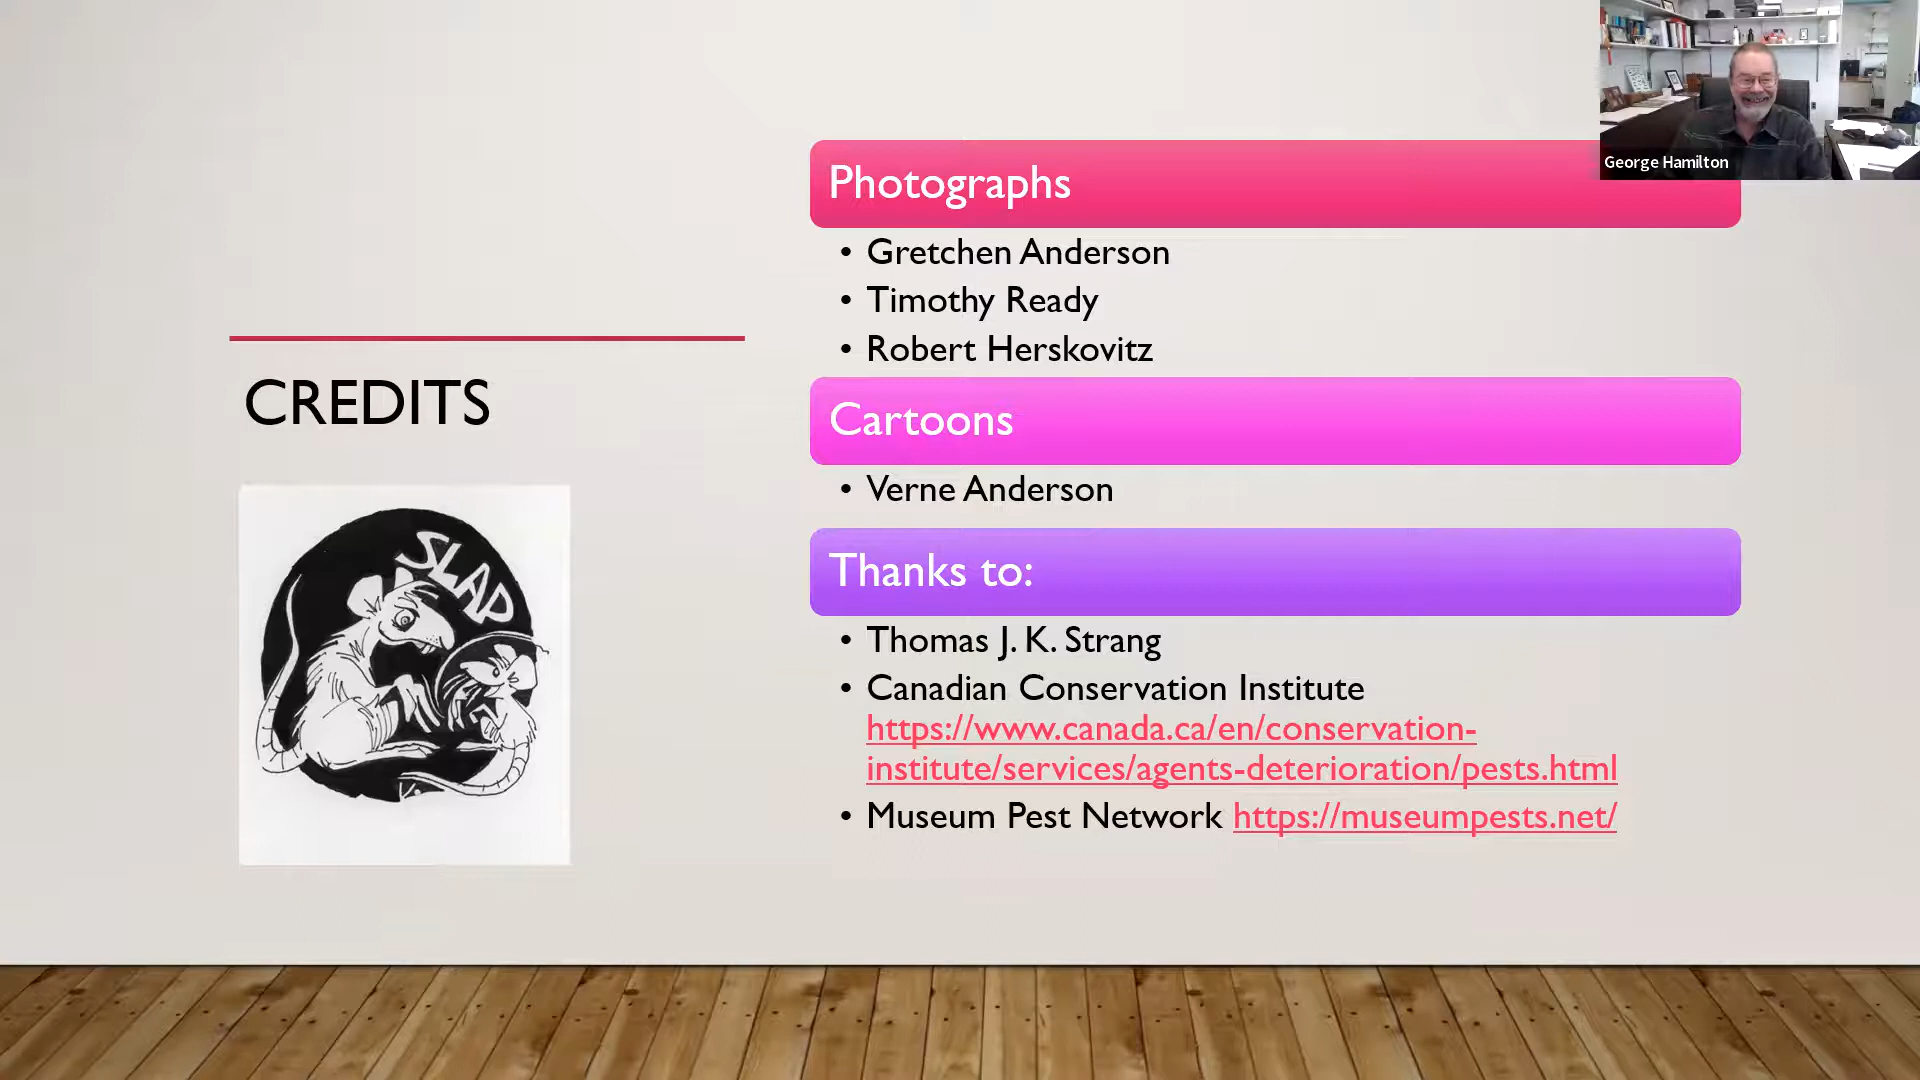 George Hamilton
Photographs
• Gretchen Anderson
• Timothy Ready
• Robert Herskovitz
CREDITS
Cartoons
• Verne Anderson
SLAP
Thanks to:
• Thomas J. K. Strang
• Canadian Conservation Institute
https://www.canada.ca/en/conservation-
institute/services/agents-deterioration/pests.html
• Museum Pest Network https://museumpests.net/